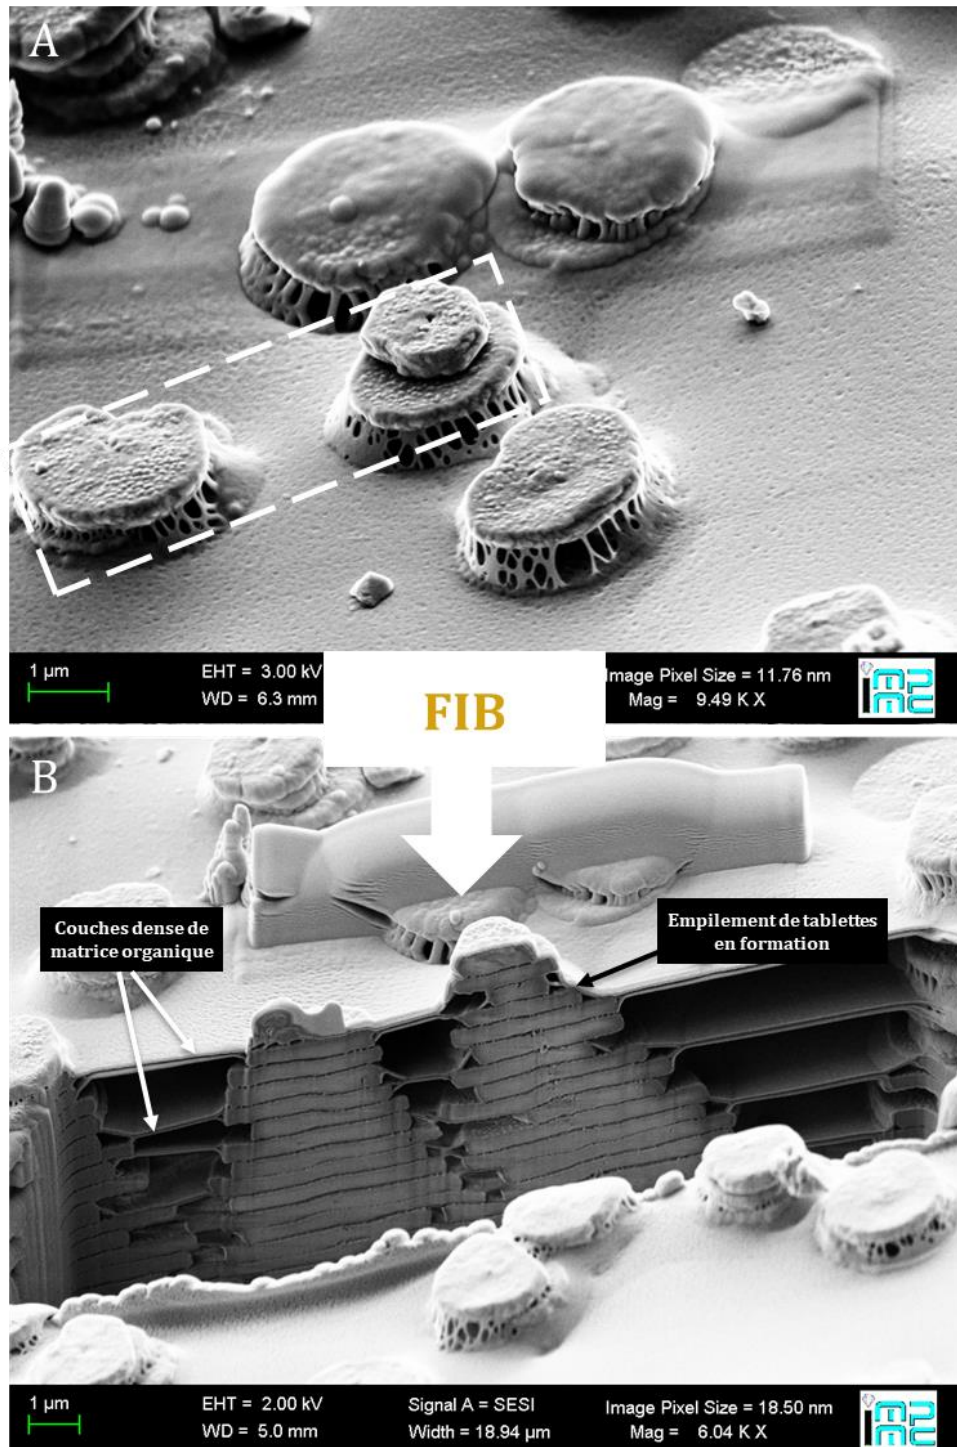 A
1 µm
EHT = 3.00 kV
WD = 6.3 mm
Image Pixel Size = 11.76 nm
Mag = 9.49 K X
IMPMC
FIB
B
Couches dense de
matrice organique
Empilement de tablettes
en formation
1 µm
EHT = 2.00 kV
WD = 5.0 mm
Signal A = SESI
Width = 18.94 µm
Image Pixel Size = 18.50 nm
Mag = 6.04 K X
IMPMC